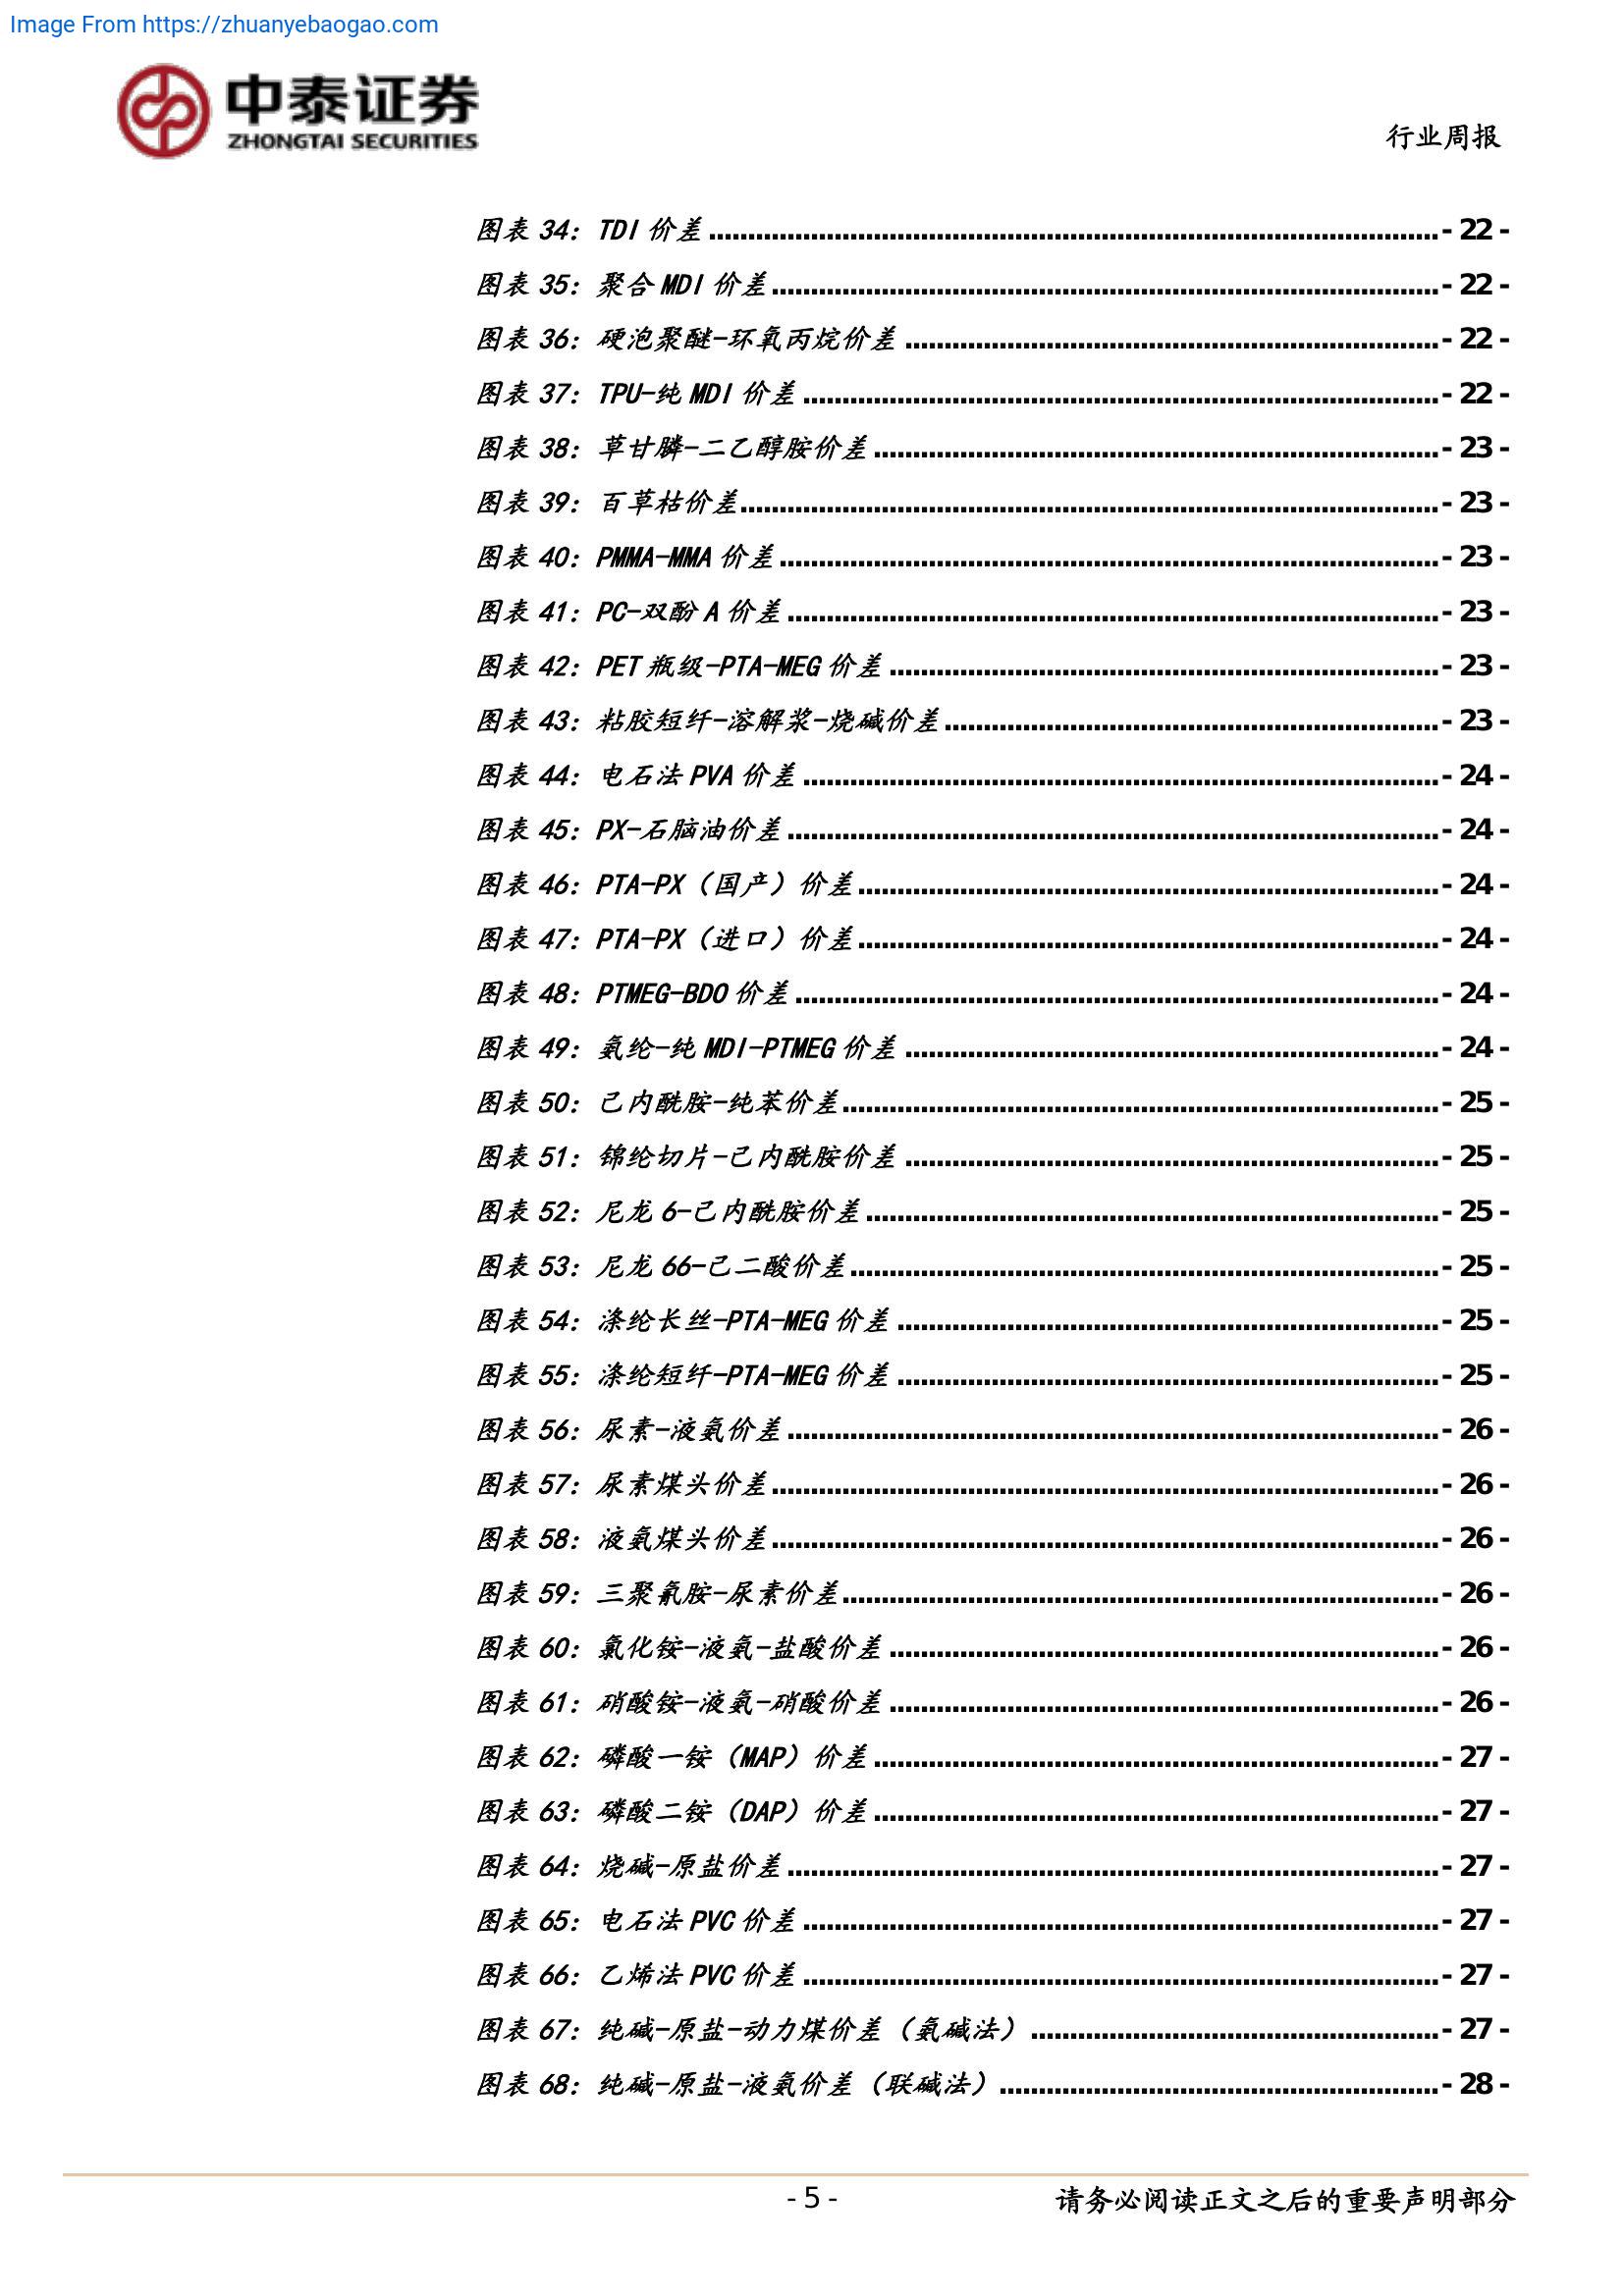 Image From https://zhuanyebaogao.com
中泰证券
ZHONGTAI SECURITIES
行业周报
图表 34：TDI 价差 - 22 -
图表 35：聚合 MDI 价差 - 22 -
图表 36：硬泡聚醚-环氧丙烷价差 - 22 -
图表 37：TPU-纯 MDI 价差 - 22 -
图表 38：草甘膦-二乙醇胺价差 - 23 -
图表 39：百草枯价差 - 23 -
图表 40：PMMA-MMA 价差 - 23 -
图表 41：PC-双酚 A 价差 - 23 -
图表 42：PET 瓶级-PTA-MEG 价差 - 23 -
图表 43：粘胶短纤-溶解浆-烧碱价差 - 23 -
图表 44：电石法 PVA 价差 - 24 -
图表 45：PX-石脑油价差 - 24 -
图表 46：PTA-PX（国产）价差 - 24 -
图表 47：PTA-PX（进口）价差 - 24 -
图表 48：PTMEG-BDO 价差 - 24 -
图表 49：氨纶-纯 MDI-PTMEG 价差 - 24 -
图表 50：己内酰胺-纯苯价差 - 25 -
图表 51：锦纶切片-己内酰胺价差 - 25 -
图表 52：尼龙 6-己内酰胺价差 - 25 -
图表 53：尼龙 66-己二酸价差 - 25 -
图表 54：涤纶长丝-PTA-MEG 价差 - 25 -
图表 55：涤纶短纤-PTA-MEG 价差 - 25 -
图表 56：尿素-液氨价差 - 26 -
图表 57：尿素煤头价差 - 26 -
图表 58：液氨煤头价差 - 26 -
图表 59：三聚氰胺-尿素价差 - 26 -
图表 60：氯化铵-液氨-盐酸价差 - 26 -
图表 61：硝酸铵-液氨-硝酸价差 - 26 -
图表 62：磷酸一铵（MAP）价差 - 27 -
图表 63：磷酸二铵（DAP）价差 - 27 -
图表 64：烧碱-原盐价差 - 27 -
图表 65：电石法 PVC 价差 - 27 -
图表 66：乙烯法 PVC 价差 - 27 -
图表 67：纯碱-原盐-动力煤价差（氨碱法） - 27 -
图表 68：纯碱-原盐-液氨价差（联碱法） - 28 -
- 5 -
请务必阅读正文之后的重要声明部分